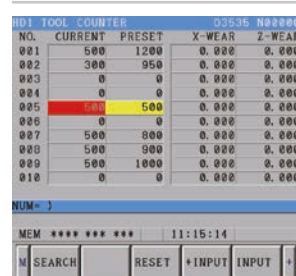 HD1 TOOL COUNTER O3535 N00000
NO. CURRENT PRESET X-WEAR Z-WEAR
001 500 1200 0.000 0.000
002 300 950 0.000 0.000
003 0 0 0.000 0.000
004 0 0 0.000 0.000
005 500 500 0.000 0.000
006 0 0 0.000 0.000
007 500 800 0.000 0.000
008 500 900 0.000 0.000
009 500 1000 0.000 0.000
010 0 0 0.000 0.000
NUM= )
MEM **** *** *** 11:15:14
M SEARCH RESET +INPUT INPUT +